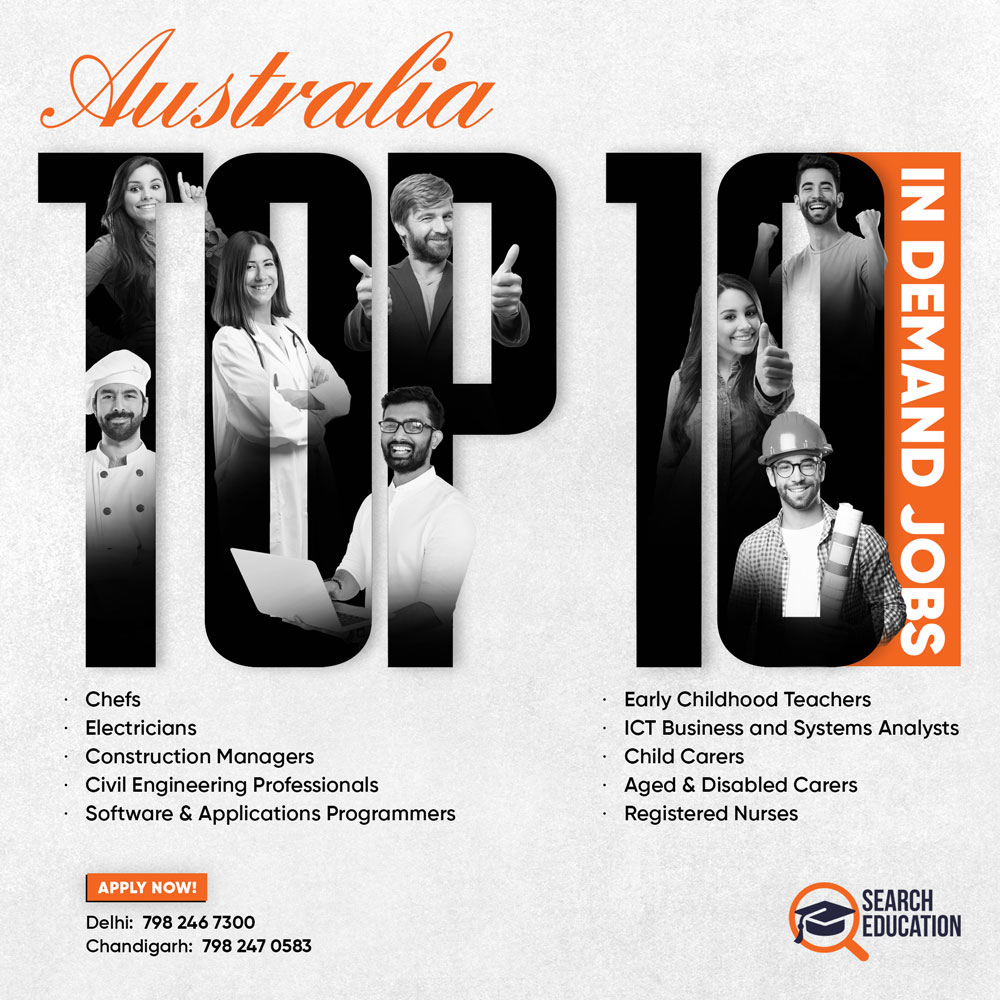 Australia
TOP 10
IN DEMAND JOBS
· Chefs
· Electricians
· Construction Managers
· Civil Engineering Professionals
· Software & Applications Programmers
· Early Childhood Teachers
· ICT Business and Systems Analysts
· Child Carers
· Aged & Disabled Carers
· Registered Nurses
APPLY NOW!
Delhi: 798 246 7300
Chandigarh: 798 247 0583
SEARCH
EDUCATION